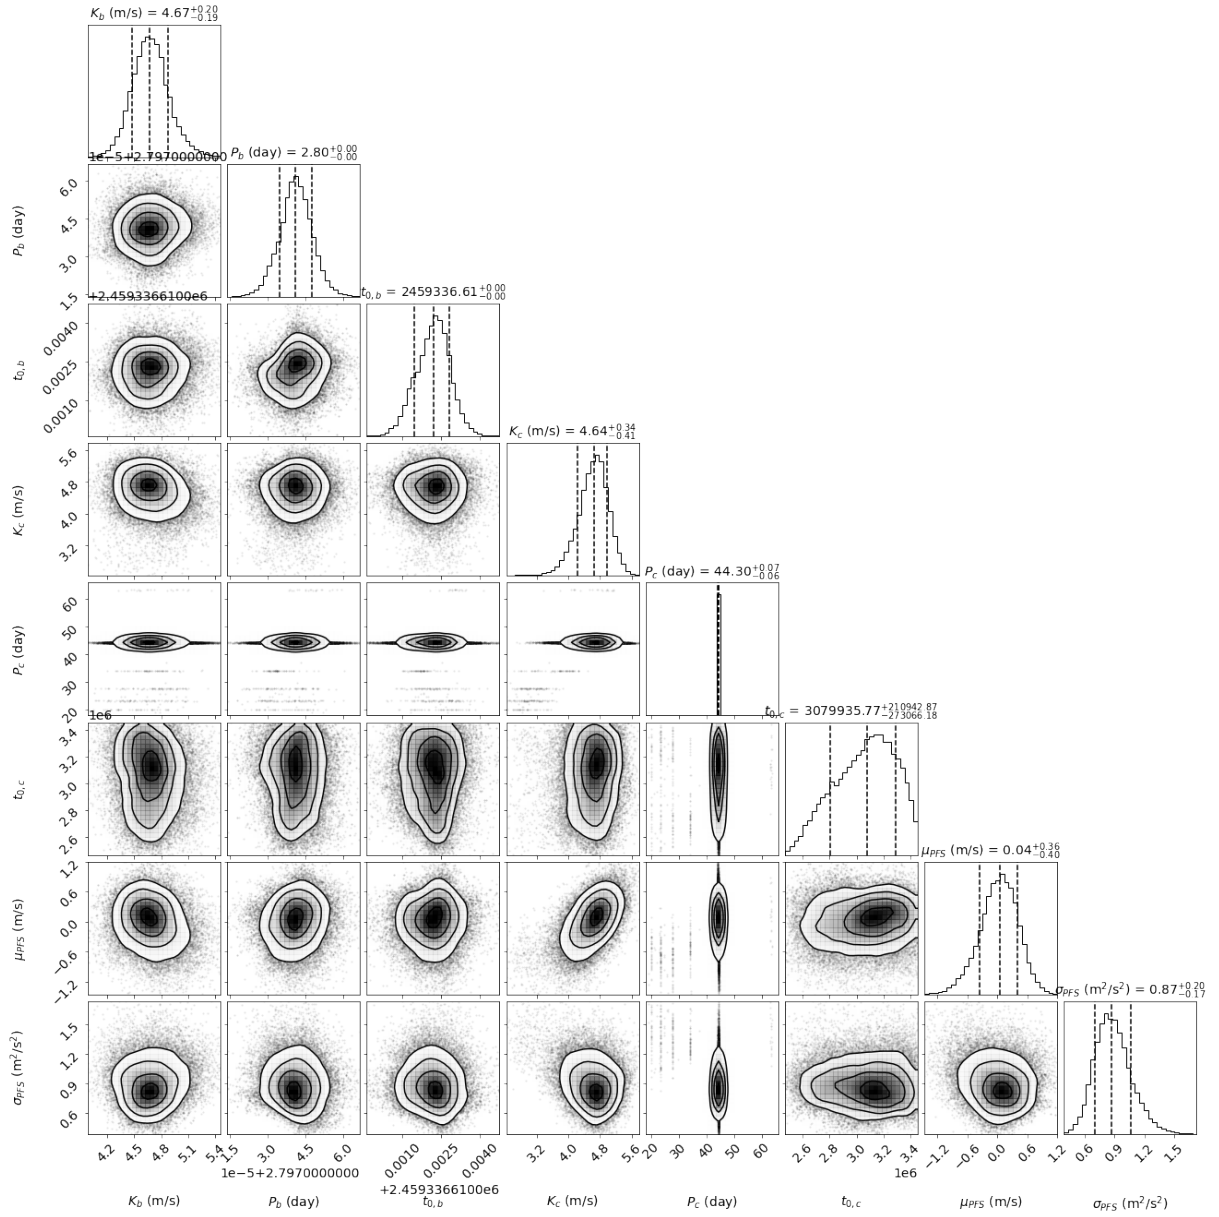 K_b (m/s) = 4.67^{+0.20}_{-0.19}
1e−5+2.7970000000
P_b (day) = 2.80^{+0.00}_{-0.00}
P_b (day)
6.0
4.5
3.0
1.5
+2.4593366100e6
t_{0,b} = 2459336.61^{+0.00}_{-0.00}
t_{0,b}
0.0040
0.0025
0.0010
K_c (m/s) = 4.64^{+0.34}_{-0.41}
K_c (m/s)
5.6
4.8
4.0
3.2
P_c (day) = 44.30^{+0.07}_{-0.06}
P_c (day)
60
50
40
30
20
1e6
t_{0,c} = 3079935.77^{+210942.87}_{-273066.18}
t_{0,c}
3.4
3.2
3.0
2.8
2.6
μ_{PFS} (m/s) = 0.04^{+0.36}_{-0.40}
μ_{PFS} (m/s)
1.2
0.6
0.0
−0.6
−1.2
σ_{PFS} (m²/s²) = 0.87^{+0.20}_{-0.17}
σ_{PFS} (m²/s²)
1.5
1.2
0.9
0.6
4.2 4.5 4.8 5.1 5.4 1.5 3.0 4.5 6.0 0.0010 0.0025 0.0040 3.2 4.0 4.8 5.6 20 40 60 2.6 2.8 3.0 3.2 3.4 −1.2 −0.6 0.0 0.6 1.2 0.6 0.9 1.2 1.5
1e−5+2.7970000000 +2.4593366100e6 1e6
K_b (m/s) P_b (day) t_{0,b} K_c (m/s) P_c (day) t_{0,c} μ_{PFS} (m/s) σ_{PFS} (m²/s²)